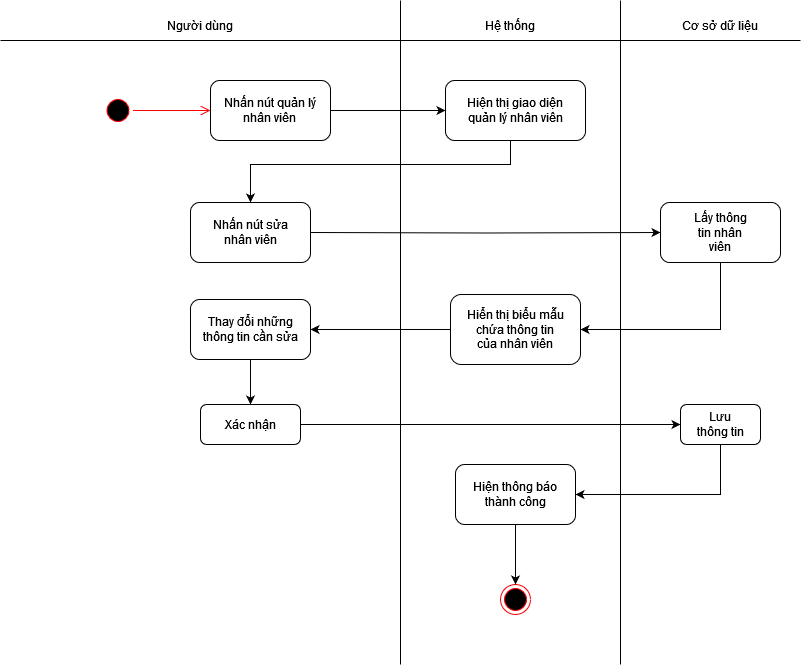 Người dùng
Hệ thống
Cơ sở dữ liệu
Nhấn nút quản lý
nhân viên
Hiện thị giao diện
quản lý nhân viên
Nhấn nút sửa
nhân viên
Lấy thông
tin nhân
viên
Thay đổi những
thông tin cần sửa
Hiển thị biểu mẫu
chứa thông tin
của nhân viên
Xác nhận
Lưu
thông tin
Hiện thông báo
thành công